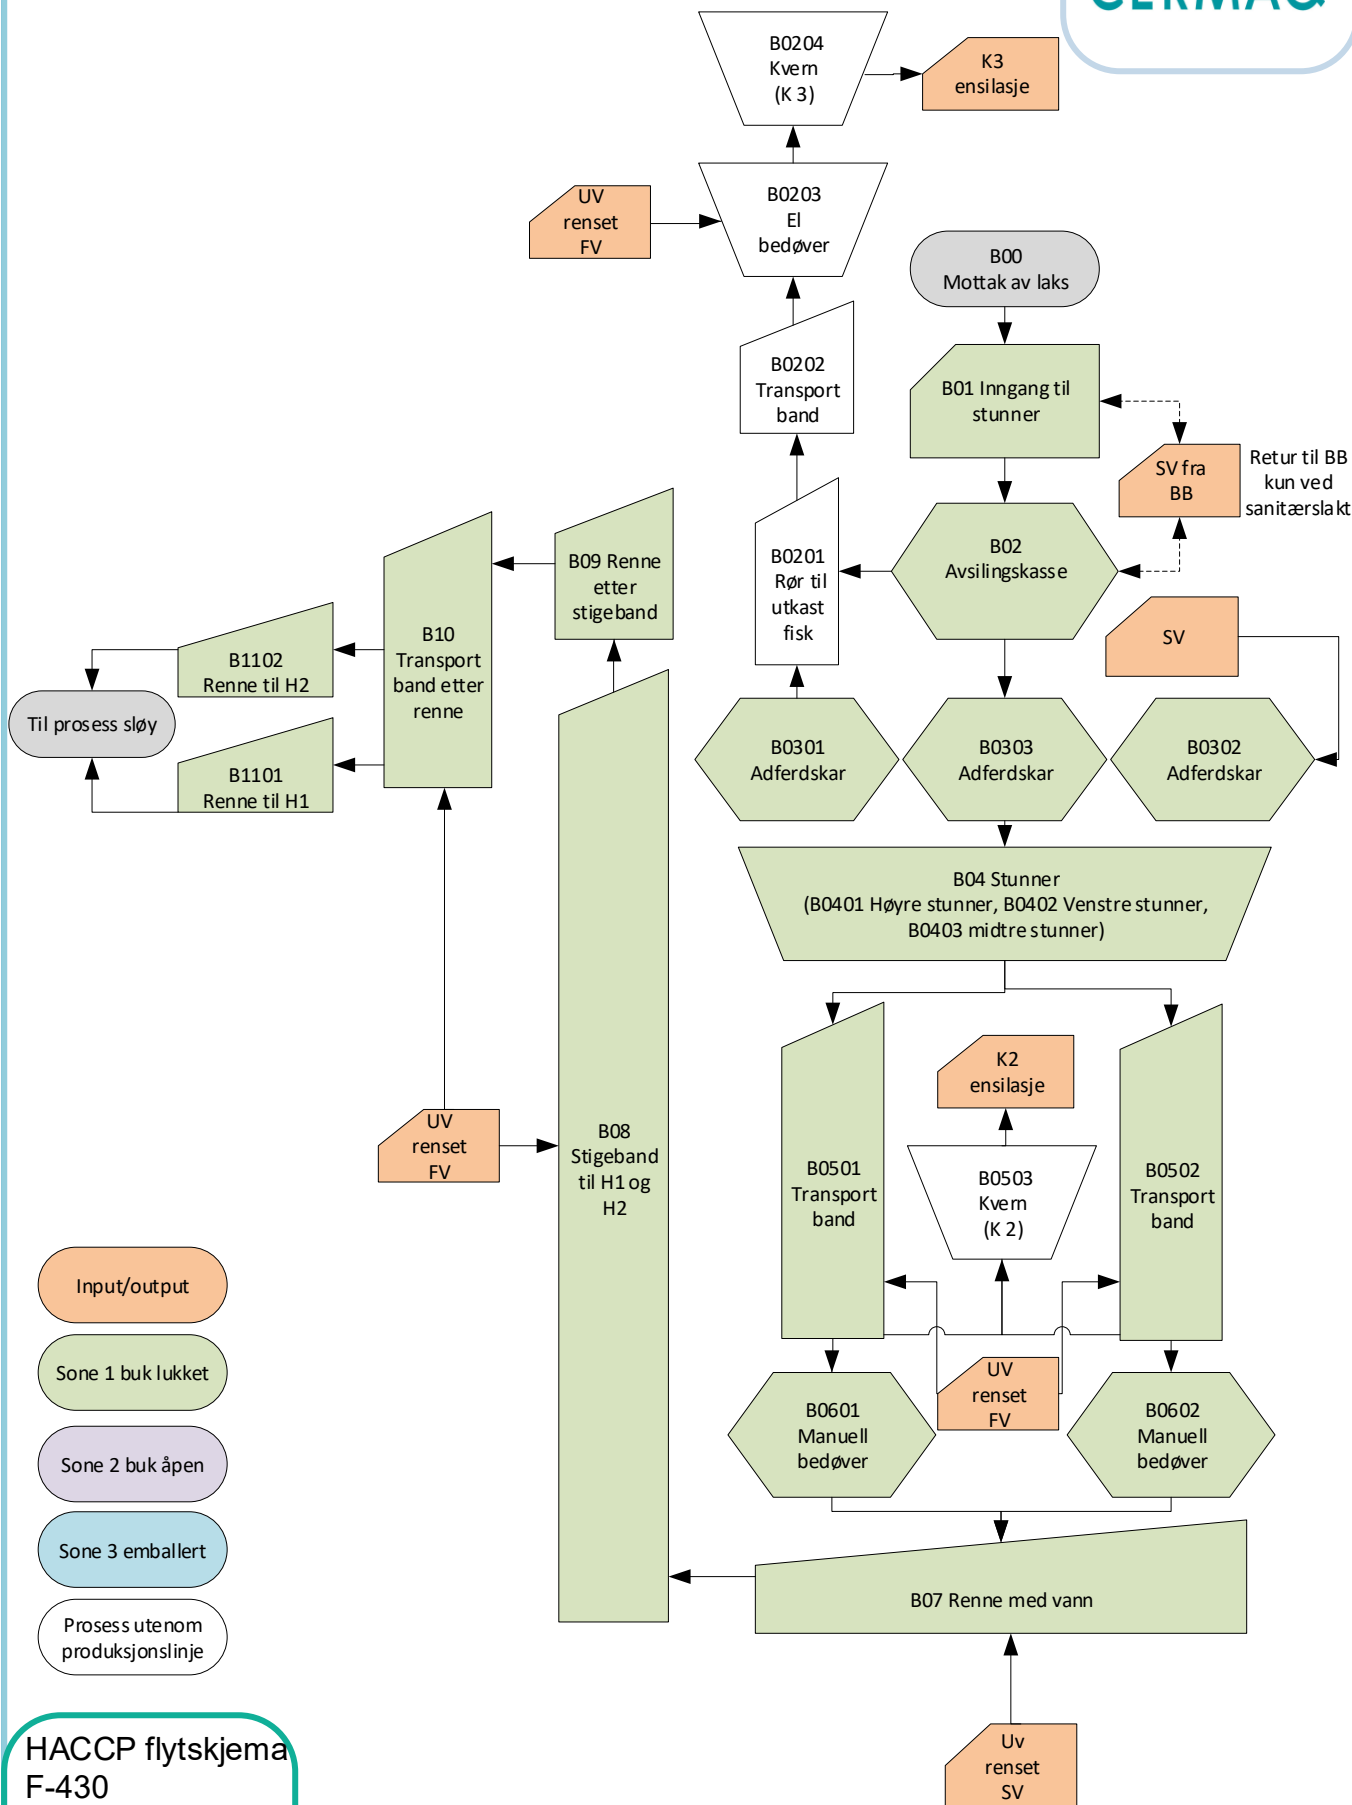 CERMAQ
B0204
Kvern
(K 3)
K3
ensilasje
B0203
El
bedøver
UV
renset
FV
B00
Mottak av laks
B0202
Transport
band
B01 Inngang til
stunner
SV fra
BB
Retur til BB
kun ved
sanitærslakt
B02
Avsilingskasse
B0201
Rør til
utkast
fisk
B09 Renne
etter
stigeband
B10
Transport
band etter
renne
B1102
Renne til H2
SV
Til prosess sløy
B1101
Renne til H1
B0301
Adferdskar
B0303
Adferdskar
B0302
Adferdskar
B04 Stunner
(B0401 Høyre stunner, B0402 Venstre stunner,
B0403 midtre stunner)
K2
ensilasje
UV
renset
FV
B08
Stigeband
til H1 og
H2
B0501
Transport
band
B0503
Kvern
(K 2)
B0502
Transport
band
Input/output
Sone 1 buk lukket
UV
renset
FV
B0601
Manuell
bedøver
B0602
Manuell
bedøver
Sone 2 buk åpen
Sone 3 emballert
B07 Renne med vann
Prosess utenom
produksjonslinje
Uv
renset
SV
HACCP flytskjema
F-430